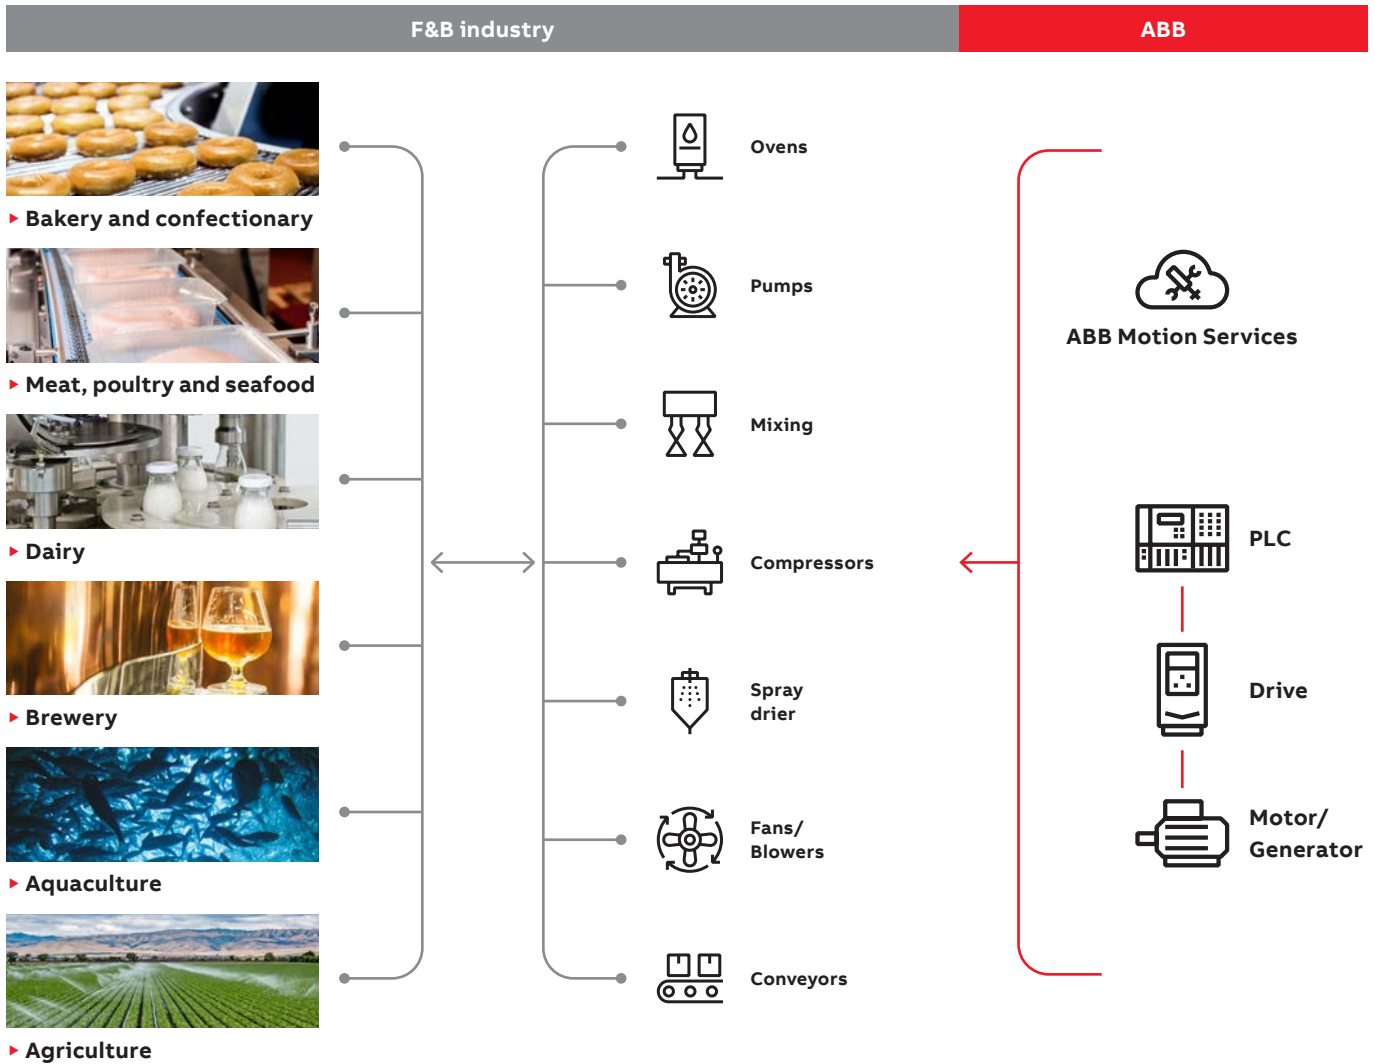 F&B industry
ABB
Bakery and confectionary
Meat, poultry and seafood
Dairy
Brewery
Aquaculture
Agriculture
Ovens
Pumps
Mixing
Compressors
Spray
drier
Fans/
Blowers
Conveyors
ABB Motion Services
PLC
Drive
Motor/
Generator